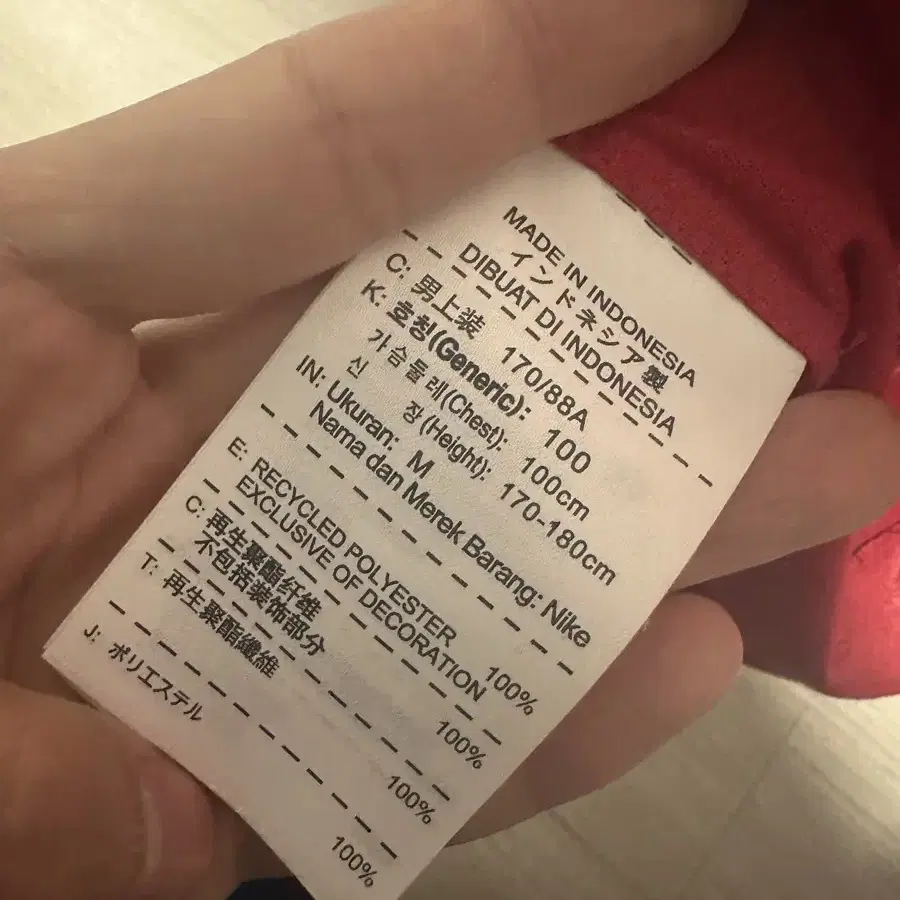 MADE IN INDONESIA
インドネシア製
DIBUAT DI INDONESIA
C: 男上装 170/88A
K: 호칭(Generic): 100
가슴둘레(Chest): 100cm
신 장 (Height): 170-180cm
IN: Ukuran: M
Nama dan Merek Barang: Nike
E: RECYCLED POLYESTER 100%
EXCLUSIVE OF DECORATION
C: 再生聚酯纤维 100%
不包括装饰部分
T: 再生聚酯纖維 100%
J: ポリエステル 100%